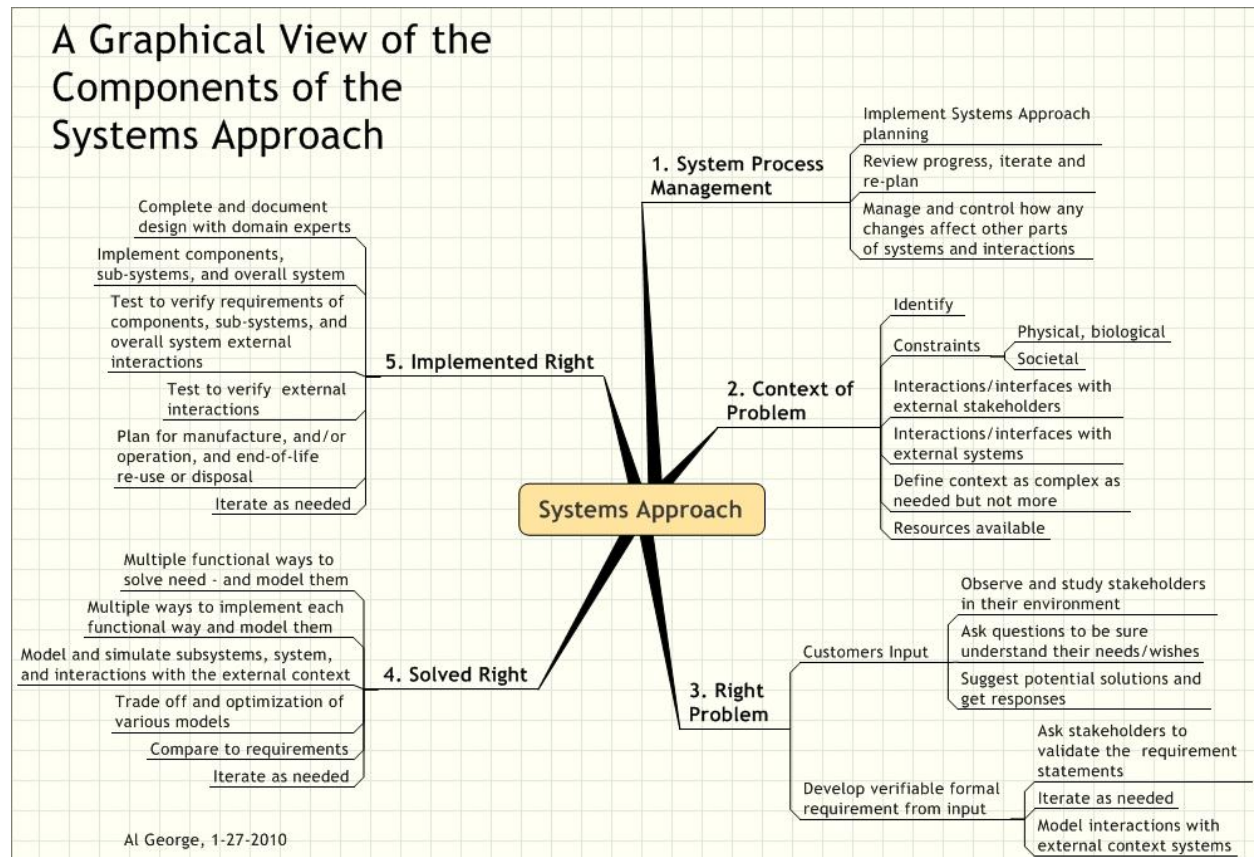 A Graphical View of the
Components of the
Systems Approach
1. System Process
Management
Implement Systems Approach
planning
Review progress, iterate and
re-plan
Manage and control how any
changes affect other parts
of systems and interactions
2. Context of
Problem
Identify
Constraints
Physical, biological
Societal
Interactions/interfaces with
external stakeholders
Interactions/interfaces with
external systems
Define context as complex as
needed but not more
Resources available
Systems Approach
3. Right
Problem
Customers Input
Observe and study stakeholders
in their environment
Ask questions to be sure
understand their needs/wishes
Suggest potential solutions and
get responses
Develop verifiable formal
requirement from input
Ask stakeholders to
validate the requirement
statements
Iterate as needed
Model interactions with
external context systems
4. Solved Right
Multiple functional ways to
solve need - and model them
Multiple ways to implement each
functional way and model them
Model and simulate subsystems, system,
and interactions with the external context
Trade off and optimization of
various models
Compare to requirements
Iterate as needed
5. Implemented Right
Complete and document
design with domain experts
Implement components,
sub-systems, and overall system
Test to verify requirements of
components, sub-systems, and
overall system external
interactions
Test to verify external
interactions
Plan for manufacture, and/or
operation, and end-of-life
re-use or disposal
Iterate as needed
Al George, 1-27-2010